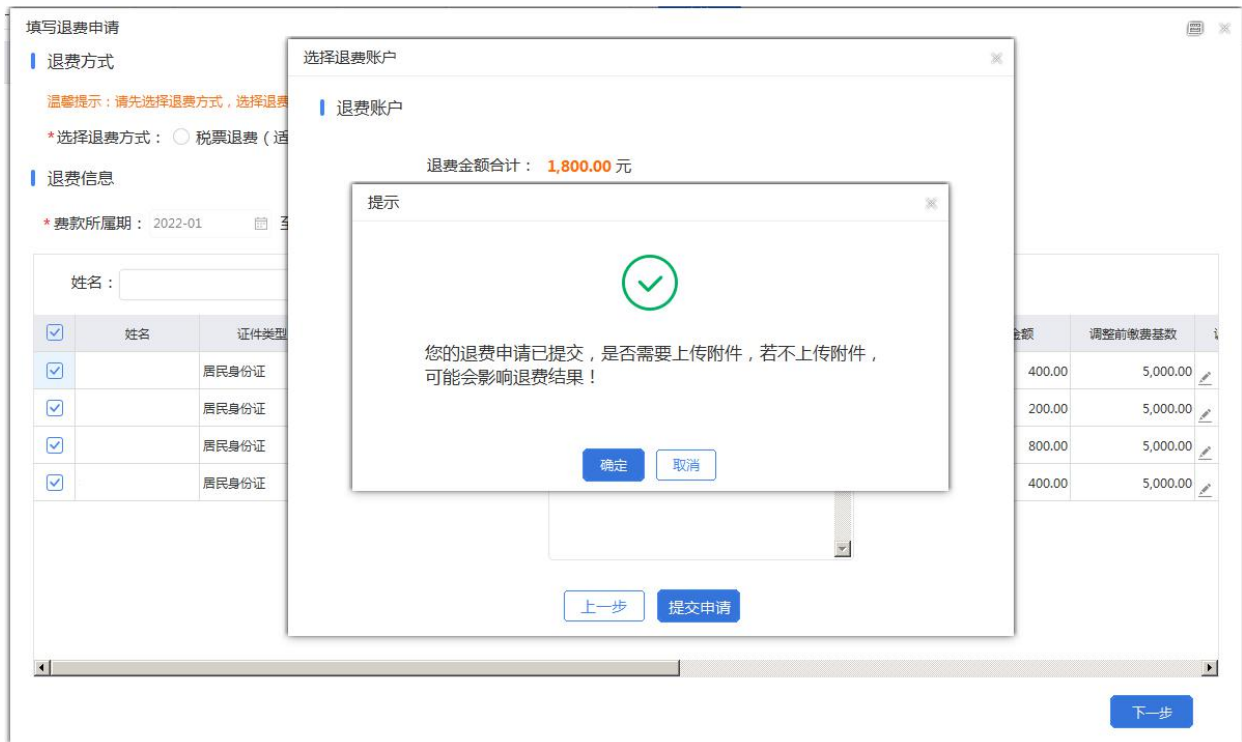 填写退费申请
退费方式
温馨提示：请先选择退费方式，选择退费
*选择退费方式： 税票退费（适
退费信息
*费款所属期： 2022-01 至
姓名：
姓名 证件类型 金额 调整前缴费基数
居民身份证 400.00 5,000.00
居民身份证 200.00 5,000.00
居民身份证 800.00 5,000.00
居民身份证 400.00 5,000.00
下一步
选择退费账户
退费账户
退费金额合计： 1,800.00 元
上一步 提交申请
提示
您的退费申请已提交，是否需要上传附件，若不上传附件，
可能会影响退费结果！
确定 取消